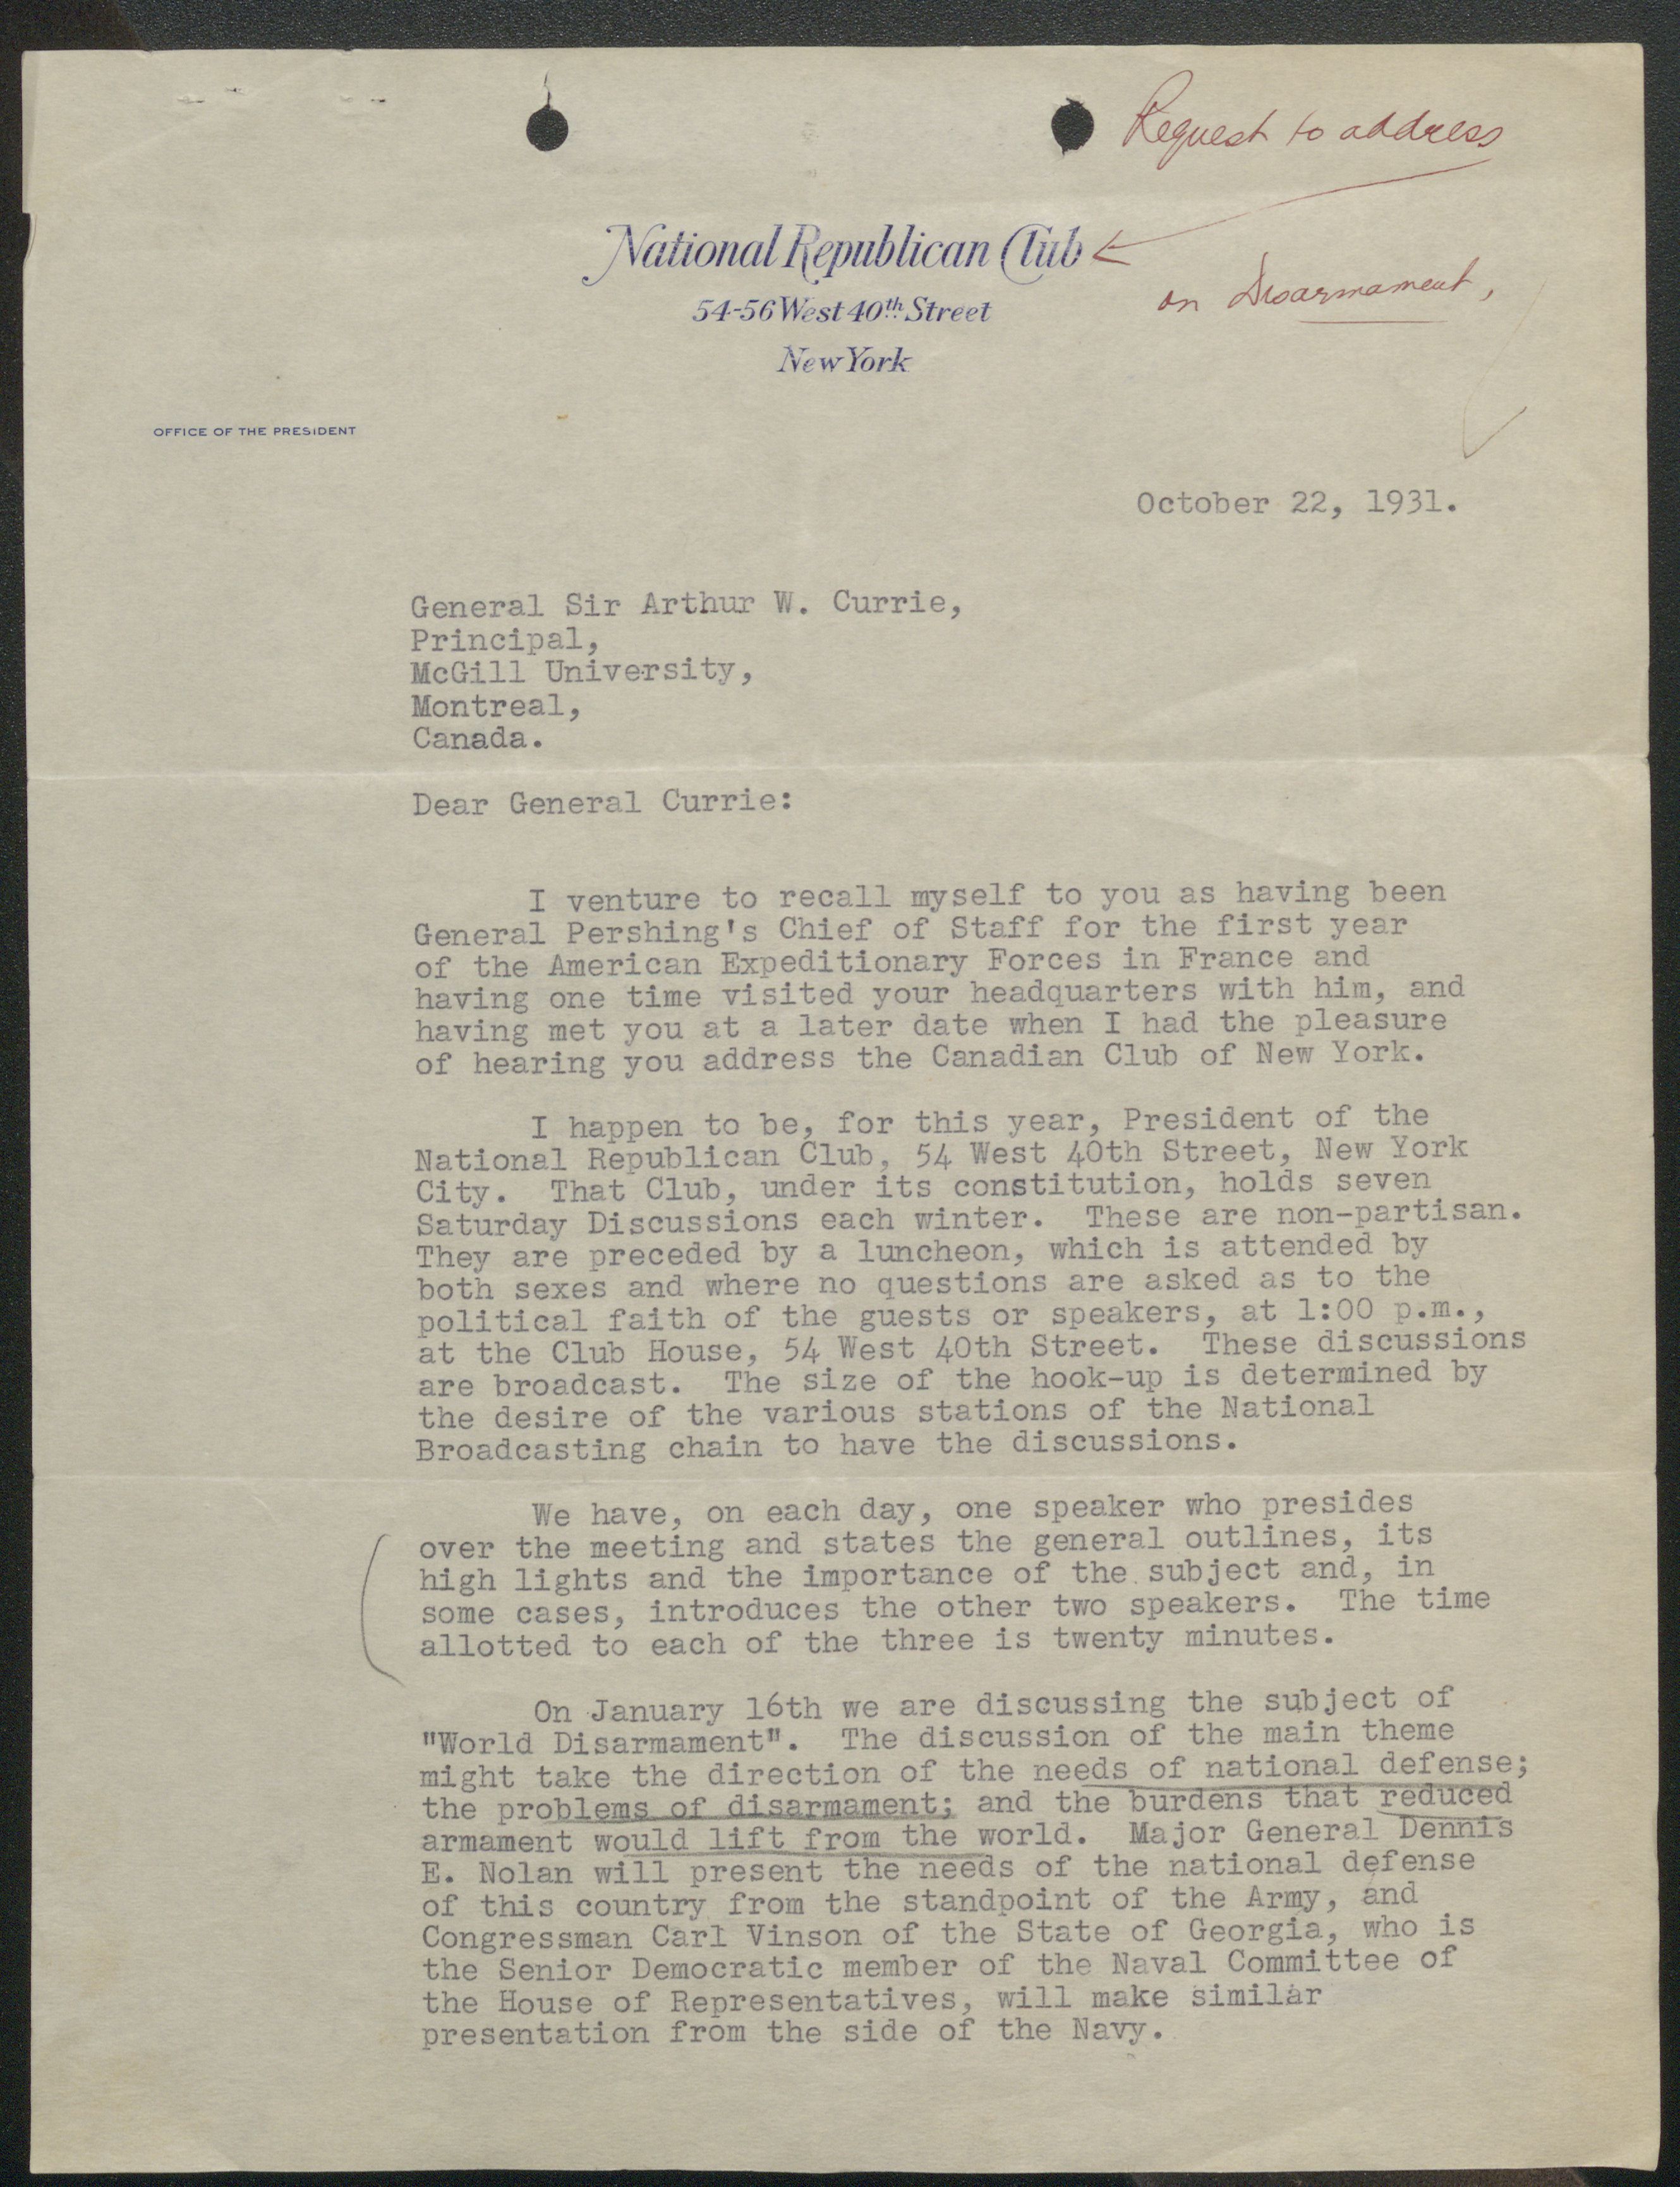 Request to address
National Republican Club
on Disarmament,
54-56 West 40th Street
New York
OFFICE OF THE PRESIDENT
October 22, 1931.
General Sir Arthur W. Currie,
Principal,
McGill University,
Montreal,
Canada.
Dear General Currie:
I venture to recall myself to you as having been
General Pershing's Chief of Staff for the first year
of the American Expeditionary Forces in France and
having one time visited your headquarters with him, and
having met you at a later date when I had the pleasure
of hearing you address the Canadian Club of New York.
I happen to be, for this year, President of the
National Republican Club, 54 West 40th Street, New York
City. That Club, under its constitution, holds seven
Saturday Discussions each winter. These are non-partisan.
They are preceded by a luncheon, which is attended by
both sexes and where no questions are asked as to the
political faith of the guests or speakers, at 1:00 p.m.,
at the Club House, 54 West 40th Street. These discussions
are broadcast. The size of the hook-up is determined by
the desire of the various stations of the National
Broadcasting chain to have the discussions.
We have, on each day, one speaker who presides
over the meeting and states the general outlines, its
high lights and the importance of the subject and, in
some cases, introduces the other two speakers. The time
allotted to each of the three is twenty minutes.
On January 16th we are discussing the subject of
"World Disarmament". The discussion of the main theme
might take the direction of the needs of national defense;
the problems of disarmament; and the burdens that reduced
armament would lift from the world. Major General Dennis
E. Nolan will present the needs of the national defense
of this country from the standpoint of the Army, and
Congressman Carl Vinson of the State of Georgia, who is
the Senior Democratic member of the Naval Committee of
the House of Representatives, will make similar
presentation from the side of the Navy.